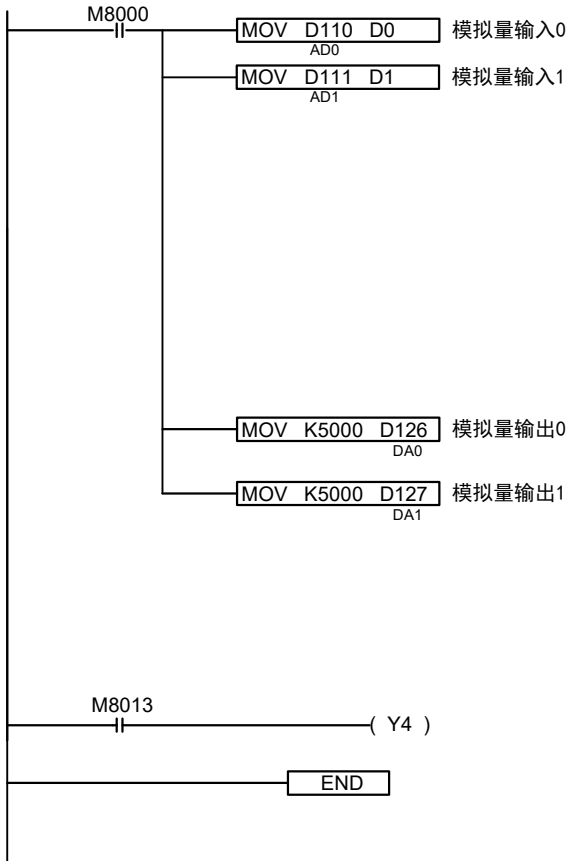 M8000
MOV D110 D0 模拟量输入0
AD0
MOV D111 D1 模拟量输入1
AD1
MOV K5000 D126 模拟量输出0
DA0
MOV K5000 D127 模拟量输出1
DA1
M8013
( Y4 )
END